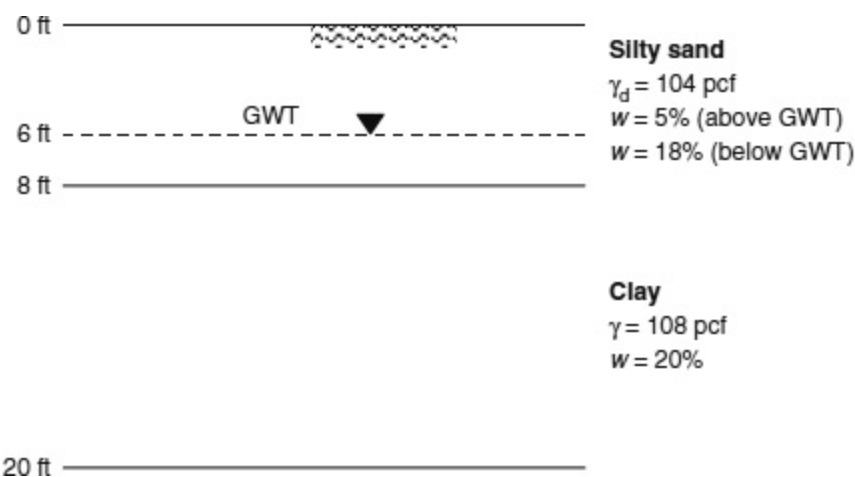 0 ft
Silty sand
γd = 104 pcf
w = 5% (above GWT)
GWT
6 ft
w = 18% (below GWT)
8 ft
Clay
γ = 108 pcf
w = 20%
20 ft